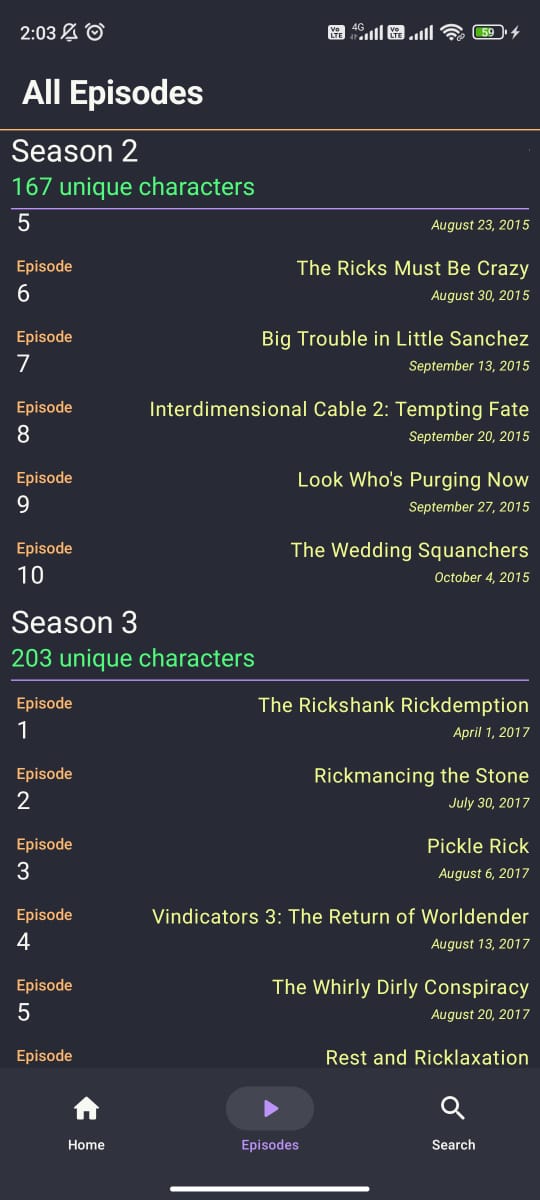 2:03 Vo LTE 4G Vo LTE 59
All Episodes
Season 2
167 unique characters
5 August 23, 2015
Episode The Ricks Must Be Crazy
6 August 30, 2015
Episode Big Trouble in Little Sanchez
7 September 13, 2015
Episode Interdimensional Cable 2: Tempting Fate
8 September 20, 2015
Episode Look Who's Purging Now
9 September 27, 2015
Episode The Wedding Squanchers
10 October 4, 2015
Season 3
203 unique characters
Episode The Rickshank Rickdemption
1 April 1, 2017
Episode Rickmancing the Stone
2 July 30, 2017
Episode Pickle Rick
3 August 6, 2017
Episode Vindicators 3: The Return of Worldender
4 August 13, 2017
Episode The Whirly Dirly Conspiracy
5 August 20, 2017
Episode Rest and Ricklaxation
Home Episodes Search